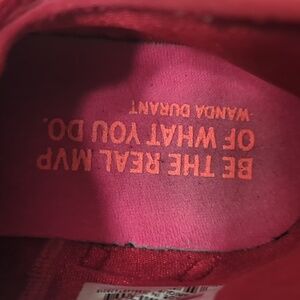 BE THE REAL MVP
OF WHAT YOU DO.
WANDA DURANT